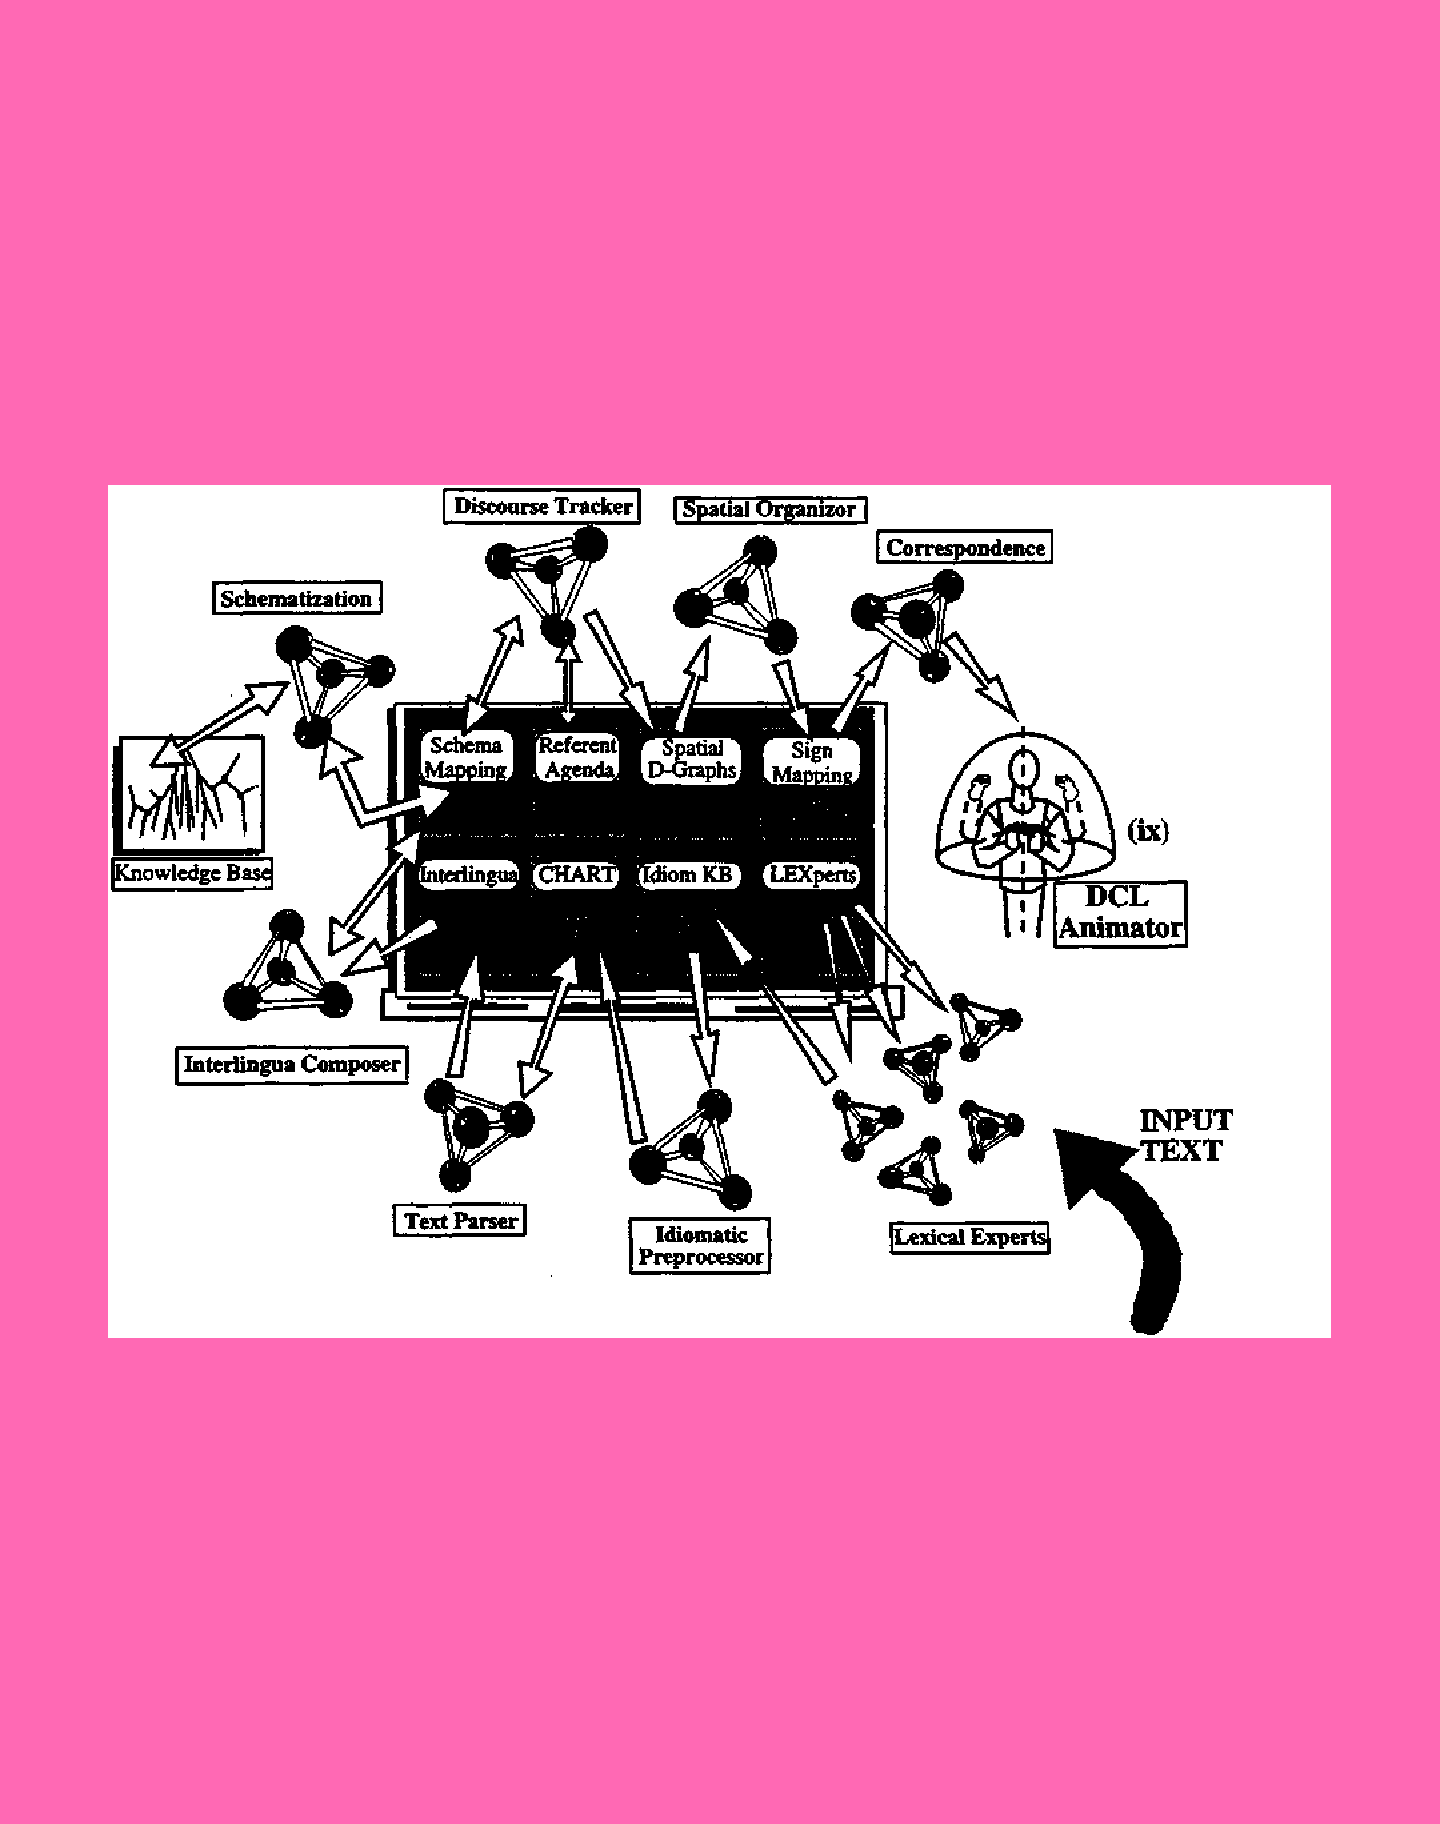 Discourse Tracker
Spatial Organizor
Correspondence
Schematization
Schema
Mapping
Referent
Agenda
Spatial
D-Graphs
Sign
Mapping
(ix)
Knowledge Base
Interlingua
CHART
Idiom KB
LEXperts
DCL
Animator
Interlingua Composer
INPUT
TEXT
Text Parser
Idiomatic
Preprocessor
Lexical Experts